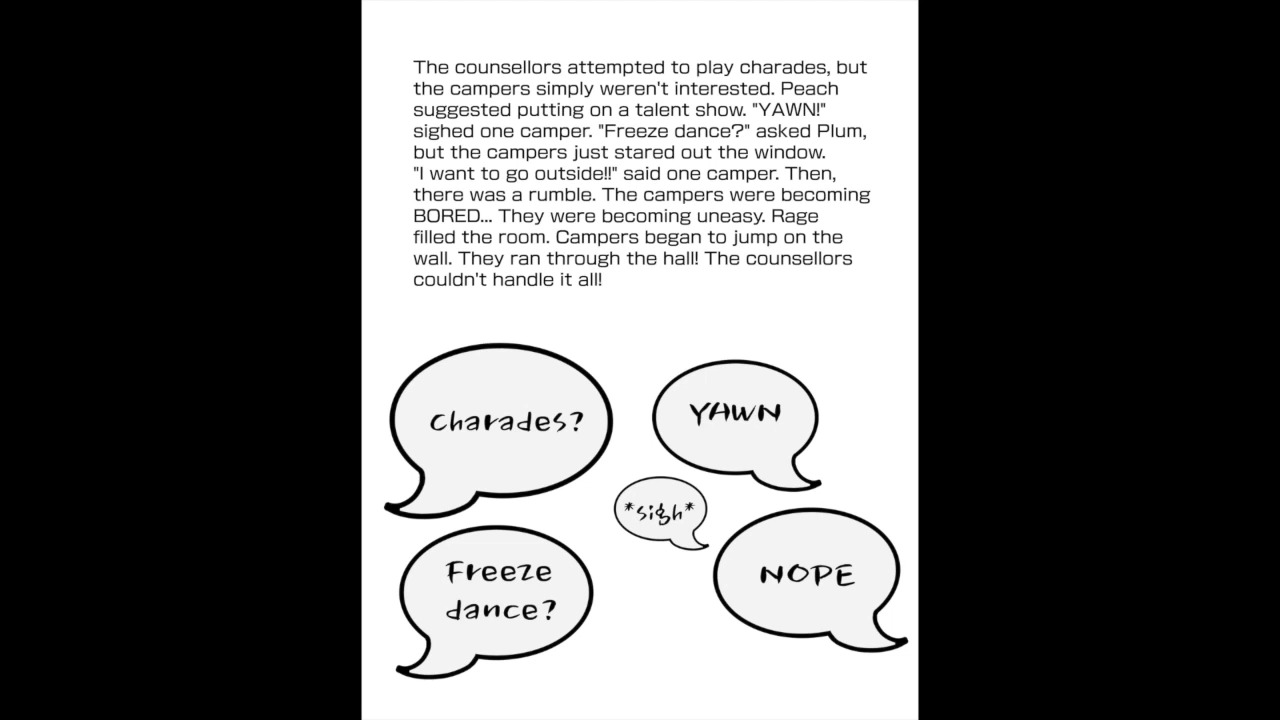 The counsellors attempted to play charades, but
the campers simply weren't interested. Peach
suggested putting on a talent show. "YAWN!"
sighed one camper. "Freeze dance?" asked Plum,
but the campers just stared out the window.
"I want to go outside!!" said one camper. Then,
there was a rumble. The campers were becoming
BORED... They were becoming uneasy. Rage
filled the room. Campers began to jump on the
wall. They ran through the hall! The counsellors
couldn't handle it all!
Charades?
YAWN
*sigh*
Freeze
dance?
NOPE